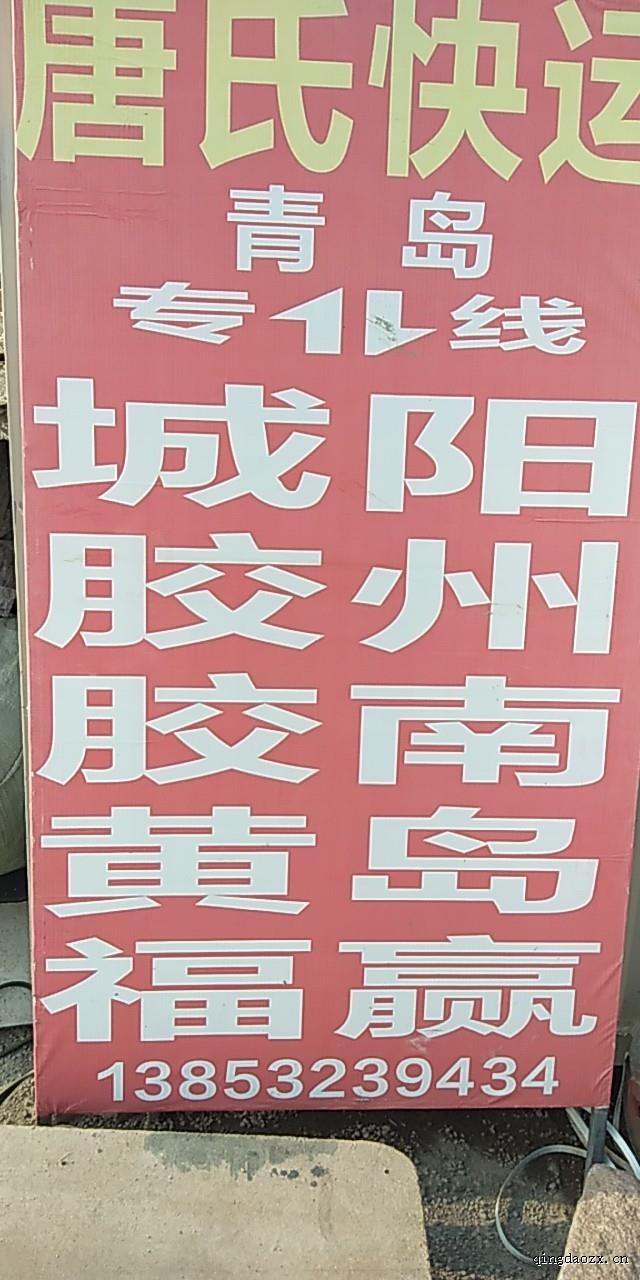 唐氏快运
青岛
专线
城阳
胶州
胶南
黄岛
福赢
13853239434
qingdaozx.cn